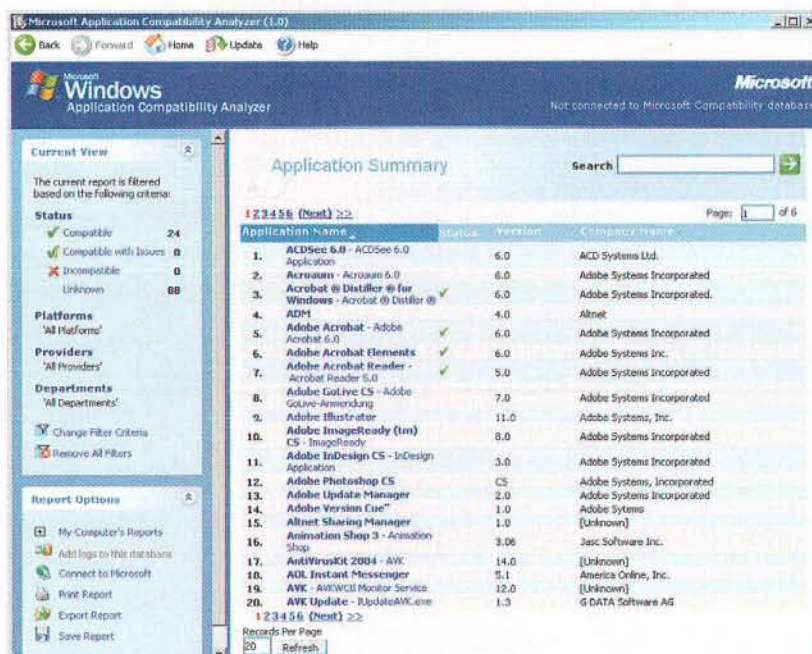 Microsoft Application Compatibility Analyzer (1.0)
Back Forward Home Update Help
Microsoft
Windows
Application Compatibility Analyzer
Microsoft
Not connected to Microsoft Compatibility database
Current View
The current report is filtered
based on the following criteria:
Status
Compatible 24
Compatible with Issues 0
Incompatible 0
Unknown 88
Platforms
'All Platforms'
Providers
'All Providers'
Departments
'All Departments'
Change Filter Criteria
Remove All Filters
Report Options
My Computer's Reports
Add logs to this database
Connect to Microsoft
Print Report
Export Report
Save Report
Application Summary
Search
1 2 3 4 5 6 (Next) >>
Page: 1 of 6
Application Name Status Version Company Name
1. ACDSee 6.0 - ACDSee 6.0 Application 6.0 ACD Systems Ltd.
2. Acroaum - Acroaum 6.0 6.0 Adobe Systems Incorporated
3. Acrobat ® Distiller ® for Windows - Acrobat ® Distiller ® 6.0 Adobe Systems Incorporated.
4. ADM 4.0 Altnet
5. Adobe Acrobat - Adobe Acrobat 6.0 6.0 Adobe Systems Incorporated
6. Adobe Acrobat Elements 6.0 Adobe Systems Inc.
7. Adobe Acrobat Reader - Acrobat Reader 5.0 5.0 Adobe Systems Incorporated
8. Adobe GoLive CS - Adobe GoLive-Anwendung 7.0 Adobe Systems Incorporated
9. Adobe Illustrator 11.0 Adobe Systems, Inc.
10. Adobe ImageReady (tm) CS - ImageReady 8.0 Adobe Systems Incorporated
11. Adobe InDesign CS - InDesign Application 3.0 Adobe Systems Incorporated
12. Adobe Photoshop CS CS Adobe Systems, Incorporated
13. Adobe Update Manager 2.0 Adobe Systems Incorporated
14. Adobe Version Cue" 1.0 Adobe Sytems
15. Altnet Sharing Manager 1.0 [Unknown]
16. Animation Shop 3 - Animation Shop 3.06 Jasc Software Inc.
17. AntiVirusKit 2004 - AVK 14.0 [Unknown]
18. AOL Instant Messenger 5.1 America Online, Inc.
19. AVK - AVKWCtl Monitor Service 12.0 [Unknown]
20. AVK Update - IUpdateAVK.exe 1.3 G DATA Software AG
1 2 3 4 5 6 (Next) >>
Records Per Page
20 Refresh